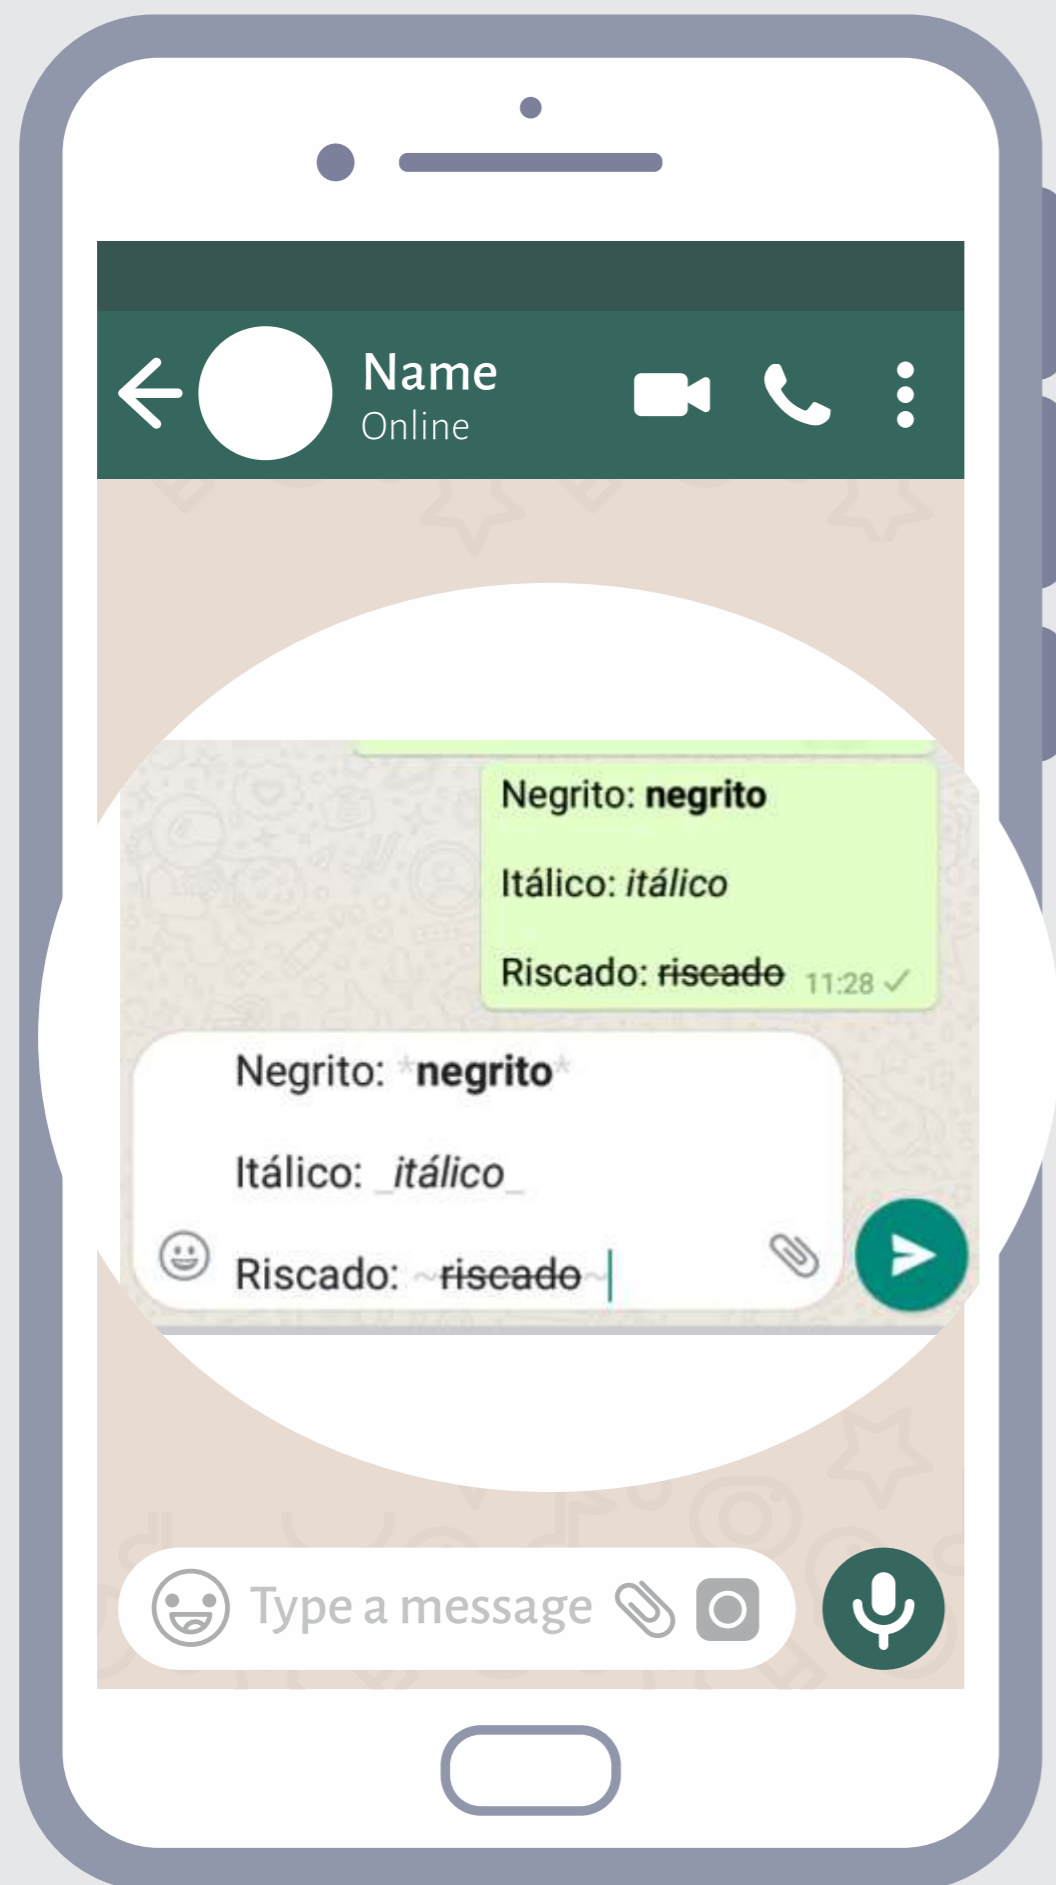 Name
Online
Negrito: negrito
Itálico: itálico
Riscado: riscado 11:28
Negrito: *negrito*
Itálico: _itálico_
Riscado: ~riscado~
Type a message